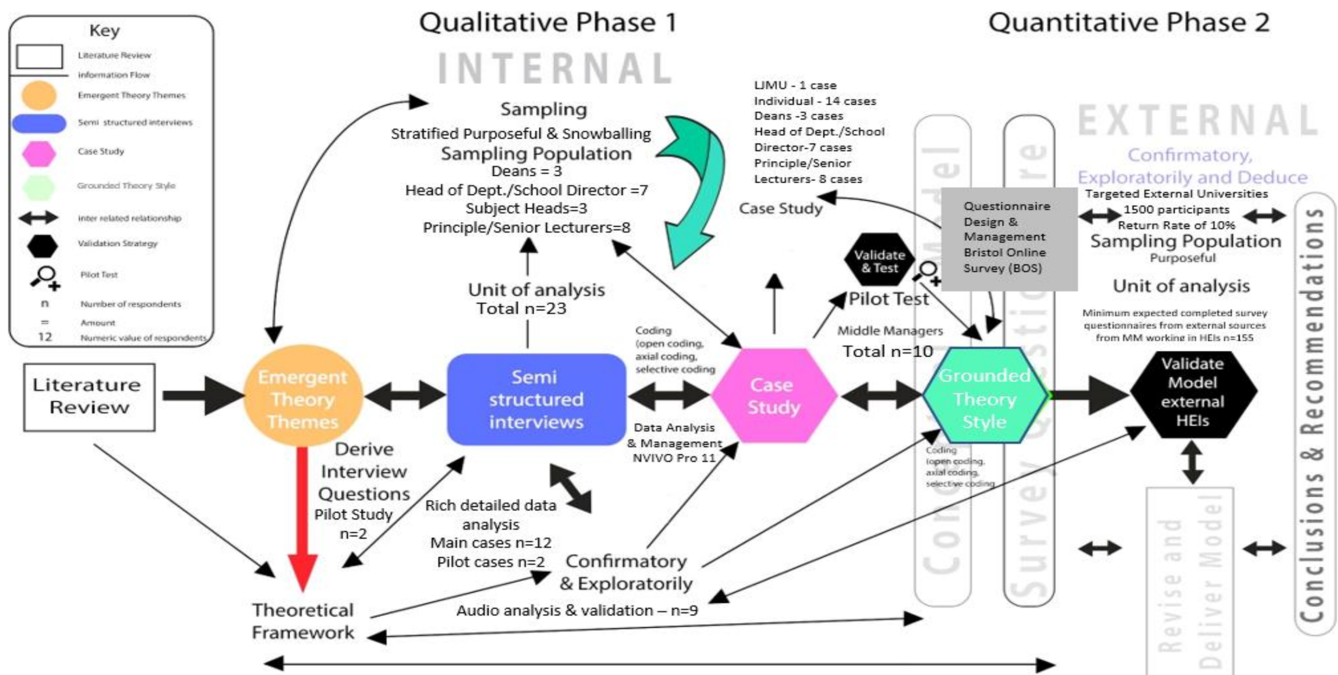 Key
Literature Review
information Flow
Emergent Theory Themes
Semi structured interviews
Case Study
Grounded Theory Style
inter related relationship
Validation Strategy
Pilot Test
n
Number of respondents
=
Amount
12
Numeric value of respondents
Qualitative Phase 1
INTERNAL
Sampling
Stratified Purposeful & Snowballing
Sampling Population
Deans = 3
Head of Dept./School Director =7
Subject Heads=3
Principle/Senior Lecturers=8
Unit of analysis
Total n=23
LJMU - 1 case
Individual - 14 cases
Deans -3 cases
Head of Dept./School
Director-7 cases
Principle/Senior
Lecturers- 8 cases
Case Study
Validate
& Test
Pilot Test
Middle Managers
Total n=10
Quantitative Phase 2
EXTERNAL
Confirmatory,
Exploratorily and Deduce
Targeted External Universities
1500 participants
Return Rate of 10%
Sampling Population
Purposeful
Unit of analysis
Minimum expected completed survey
questionnaires from external sources
from MM working in HEIs n=155
Questionnaire
Design &
Management
Bristol Online
Survey (BOS)
Literature
Review
Emergent
Theory
Themes
Semi
structured
interviews
Coding
(open coding,
axial coding,
selective coding
Data Analysis
& Management
NVIVO Pro 11
Case
Study
Grounded
Theory
Style
Coding
(open coding,
axial coding,
selective coding
Validate
Model
external
HEIs
Derive
Interview
Questions
Pilot Study
n=2
Rich detailed data
analysis
Main cases n=12
Pilot cases n=2
Confirmatory
& Exploratorily
Audio analysis & validation – n=9
Theoretical
Framework
Survey
Revise and
Deliver Model
Conclusions & Recommendations